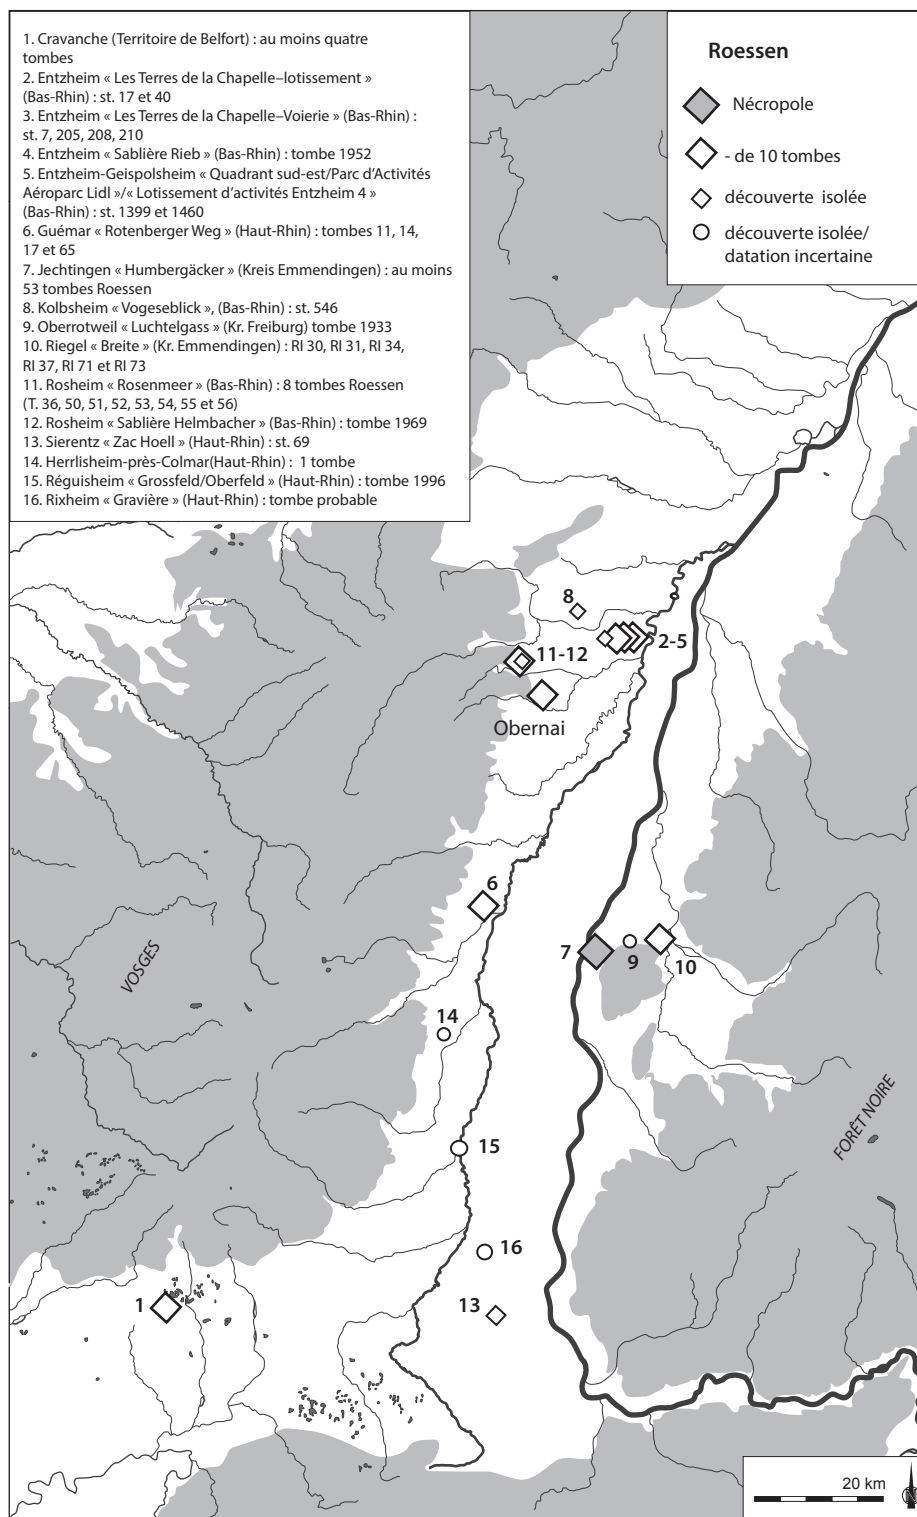 1. Cravanche (Territoire de Belfort) : au moins quatre
tombes
2. Entzheim « Les Terres de la Chapelle–lotissement »
(Bas-Rhin) : st. 17 et 40
3. Entzheim « Les Terres de la Chapelle–Voierie » (Bas-Rhin) :
st. 7, 205, 208, 210
4. Entzheim « Sablière Rieb » (Bas-Rhin) : tombe 1952
5. Entzheim-Geispolsheim « Quadrant sud-est/Parc d’Activités
Aéroparc Lidl »/« Lotissement d’activités Entzheim 4 »
(Bas-Rhin) : st. 1399 et 1460
6. Guémar « Rotenberger Weg » (Haut-Rhin) : tombes 11, 14,
17 et 65
7. Jechtingen « Humbergäcker » (Kreis Emmendingen) : au moins
53 tombes Roessen
8. Kolbsheim « Vogeseblick », (Bas-Rhin) : st. 546
9. Oberrotweil « Luchtelgass » (Kr. Freiburg) tombe 1933
10. Riegel « Breite » (Kr. Emmendingen) : RI 30, RI 31, RI 34,
RI 37, RI 71 et RI 73
11. Rosheim « Rosenmeer » (Bas-Rhin) : 8 tombes Roessen
(T. 36, 50, 51, 52, 53, 54, 55 et 56)
12. Rosheim « Sablière Helmbacher » (Bas-Rhin) : tombe 1969
13. Sierentz « Zac Hoell » (Haut-Rhin) : st. 69
14. Herrlisheim-près-Colmar(Haut-Rhin) : 1 tombe
15. Réguisheim « Grossfeld/Oberfeld » (Haut-Rhin) : tombe 1996
16. Rixheim « Gravière » (Haut-Rhin) : tombe probable
Roessen
Nécropole
- de 10 tombes
découverte isolée
découverte isolée/
datation incertaine
8
2-5
11-12
Obernai
6
7
9
10
VOSGES
14
FORÊT NOIRE
15
16
1
13
20 km
N